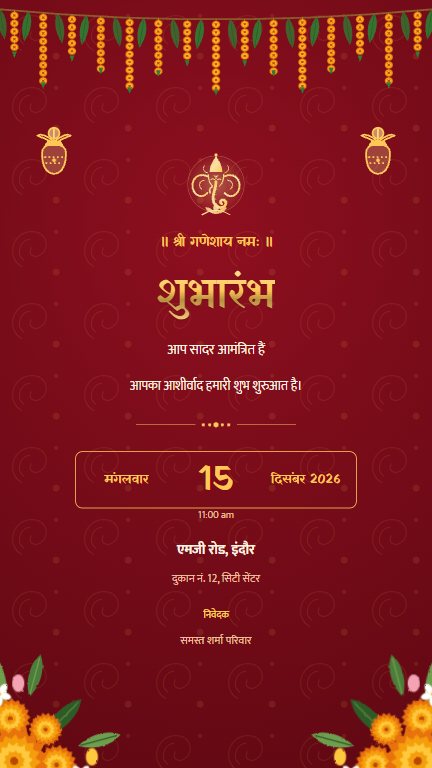 ॥ श्री गणेशाय नमः ॥
शुभारंभ
आप सादर आमंत्रित हैं
आपका आशीर्वाद हमारी शुभ शुरुआत है।
मंगलवार 15 दिसंबर 2026
11:00 am
एमजी रोड, इंदौर
दुकान नं. 12, सिटी सेंटर
निवेदक
समस्त शर्मा परिवार